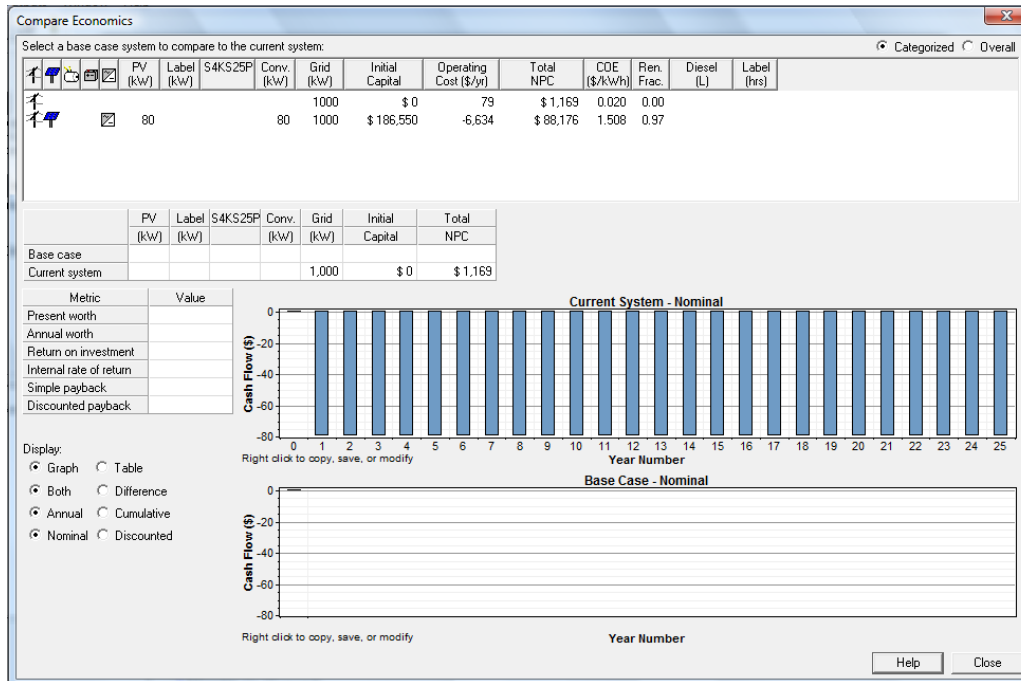 Compare Economics
Select a base case system to compare to the current system:
Categorized Overall
PV (kW) Label (kW) S4KS25P Conv. (kW) Grid (kW) Initial Capital Operating Cost ($/yr) Total NPC COE ($/kWh) Ren. Frac. Diesel (L) Label (hrs)
1000 $ 0 79 $ 1,169 0.020 0.00
80 80 1000 $ 186,550 -6,634 $ 88,176 1.508 0.97
PV Label S4KS25P Conv. Grid Initial Total
(kW) (kW) (kW) (kW) Capital NPC
Base case
Current system 1,000 $ 0 $ 1,169
Metric Value
Present worth
Annual worth
Return on investment
Internal rate of return
Simple payback
Discounted payback
Display:
Graph Table
Both Difference
Annual Cumulative
Nominal Discounted
Current System - Nominal
Cash Flow ($)
0
-20
-40
-60
-80
0 1 2 3 4 5 6 7 8 9 10 11 12 13 14 15 16 17 18 19 20 21 22 23 24 25
Right click to copy, save, or modify
Year Number
Base Case - Nominal
Cash Flow ($)
0
-20
-40
-60
-80
Right click to copy, save, or modify
Year Number
Help Close